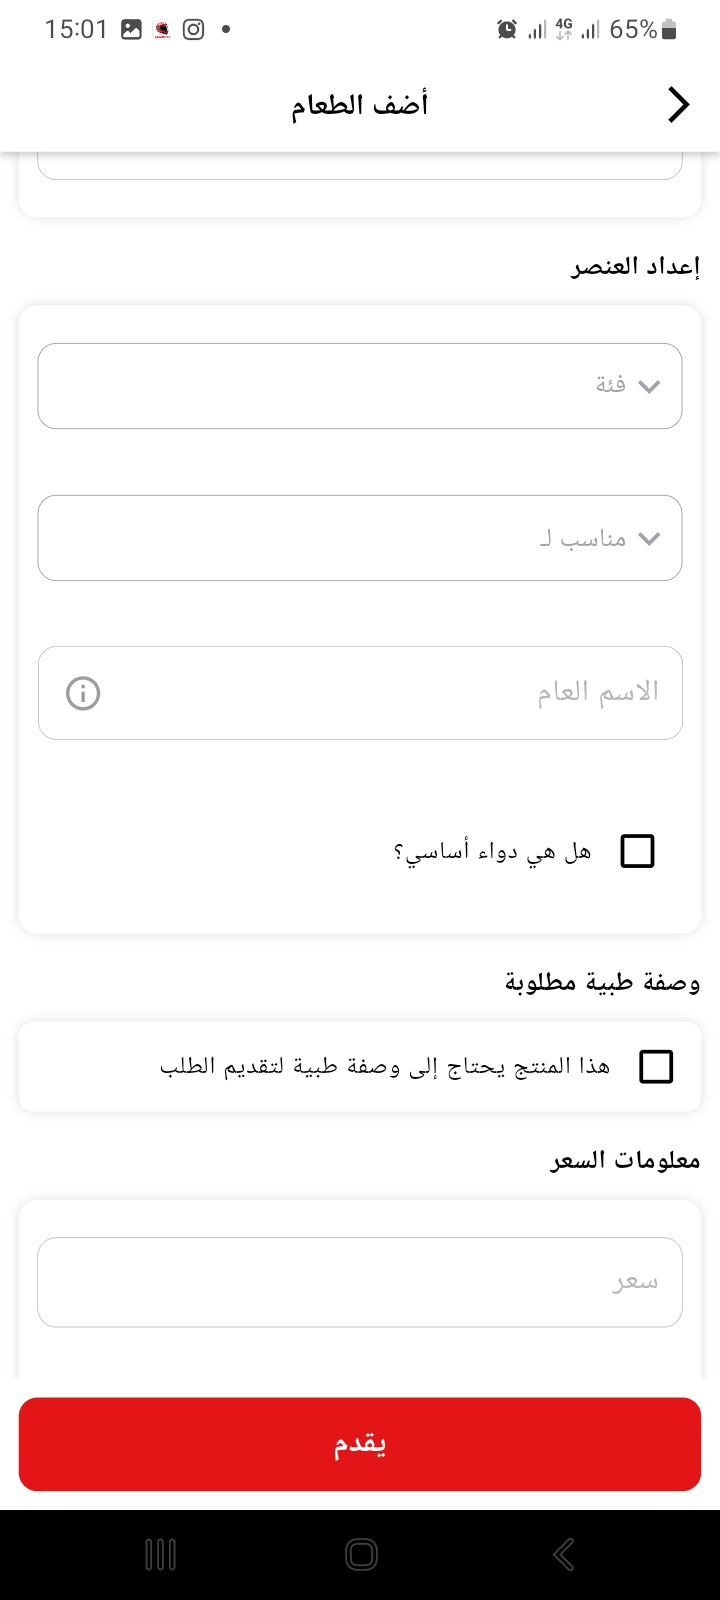 15:01 4G 65%
أضف الطعام
إعداد العنصر
فئة
مناسب لـ
الاسم العام
هل هي دواء أساسي؟
وصفة طبية مطلوبة
هذا المنتج يحتاج إلى وصفة طبية لتقديم الطلب
معلومات السعر
سعر
يقدم